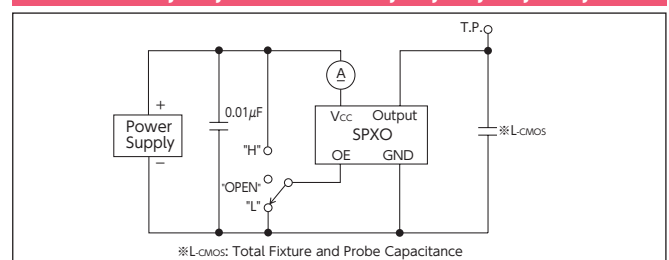 T.P.
A
+
0.01μF
Vcc Output
Power
Supply
SPXO
※L-CMOS
"H"
OE GND
−
"OPEN"
"L"
※L-CMOS: Total Fixture and Probe Capacitance